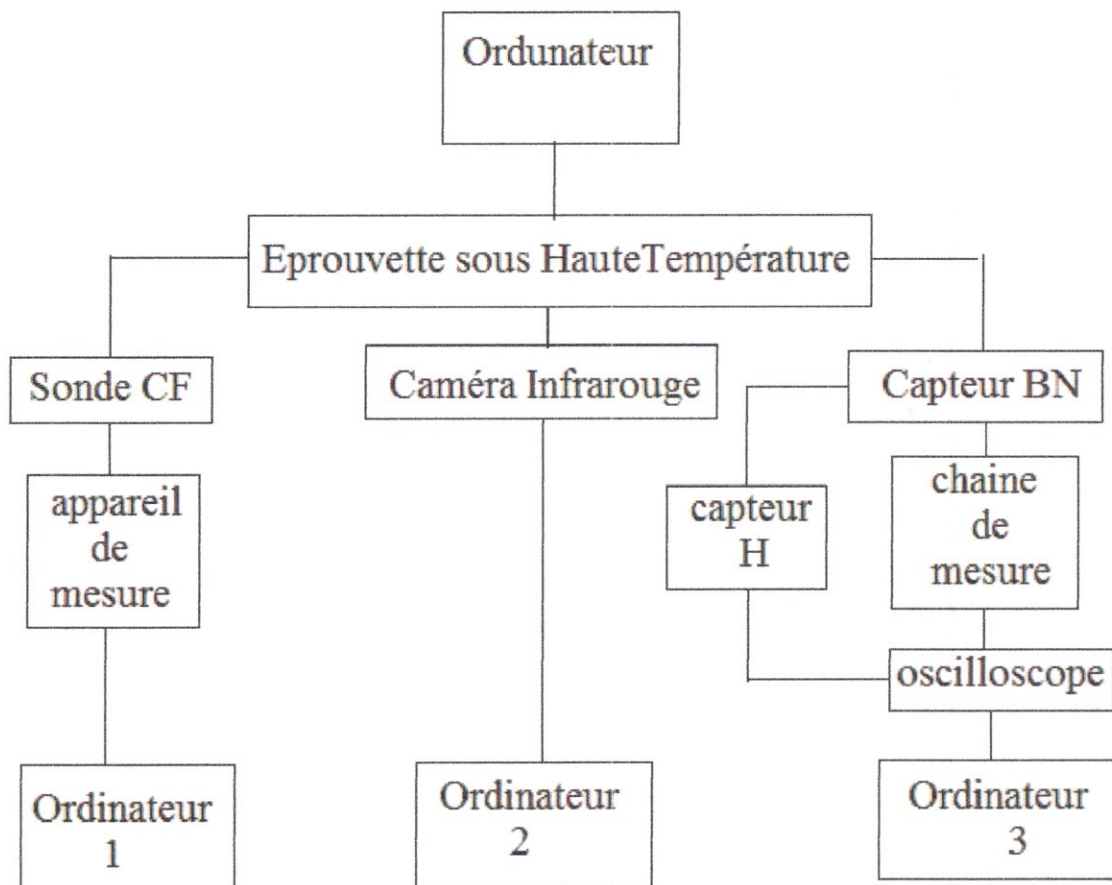 Ordunateur
Eprouvette sous HauteTempérature
Sonde CF
Caméra Infrarouge
Capteur BN
appareil
de
mesure
capteur
H
chaine
de
mesure
oscilloscope
Ordinateur
1
Ordinateur
2
Ordinateur
3